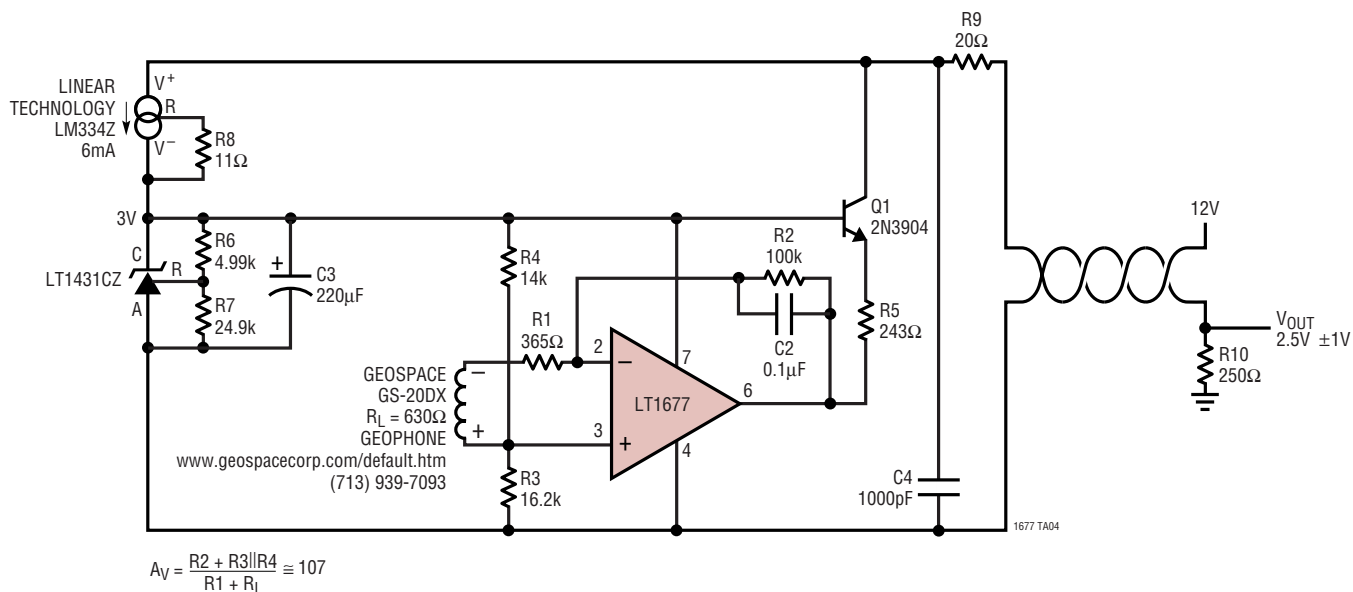 R9
20Ω
V+
LINEAR
TECHNOLOGY
LM334Z
6mA
R
V−
R8
11Ω
3V
C
LT1431CZ
R
A
R6
4.99k
R7
24.9k
+
C3
220µF
R4
14k
Q1
2N3904
R2
100k
C2
0.1µF
R5
243Ω
R1
365Ω
2
−
7
LT1677
6
3
+
4
GEOSPACE
GS-20DX
RL = 630Ω
GEOPHONE
−
+
www.geospacecorp.com/default.htm
(713) 939-7093
R3
16.2k
C4
1000pF
12V
VOUT
2.5V ±1V
R10
250Ω
1677 TA04
AV = R2 + R3||R4 ≅ 107
R1 + RL